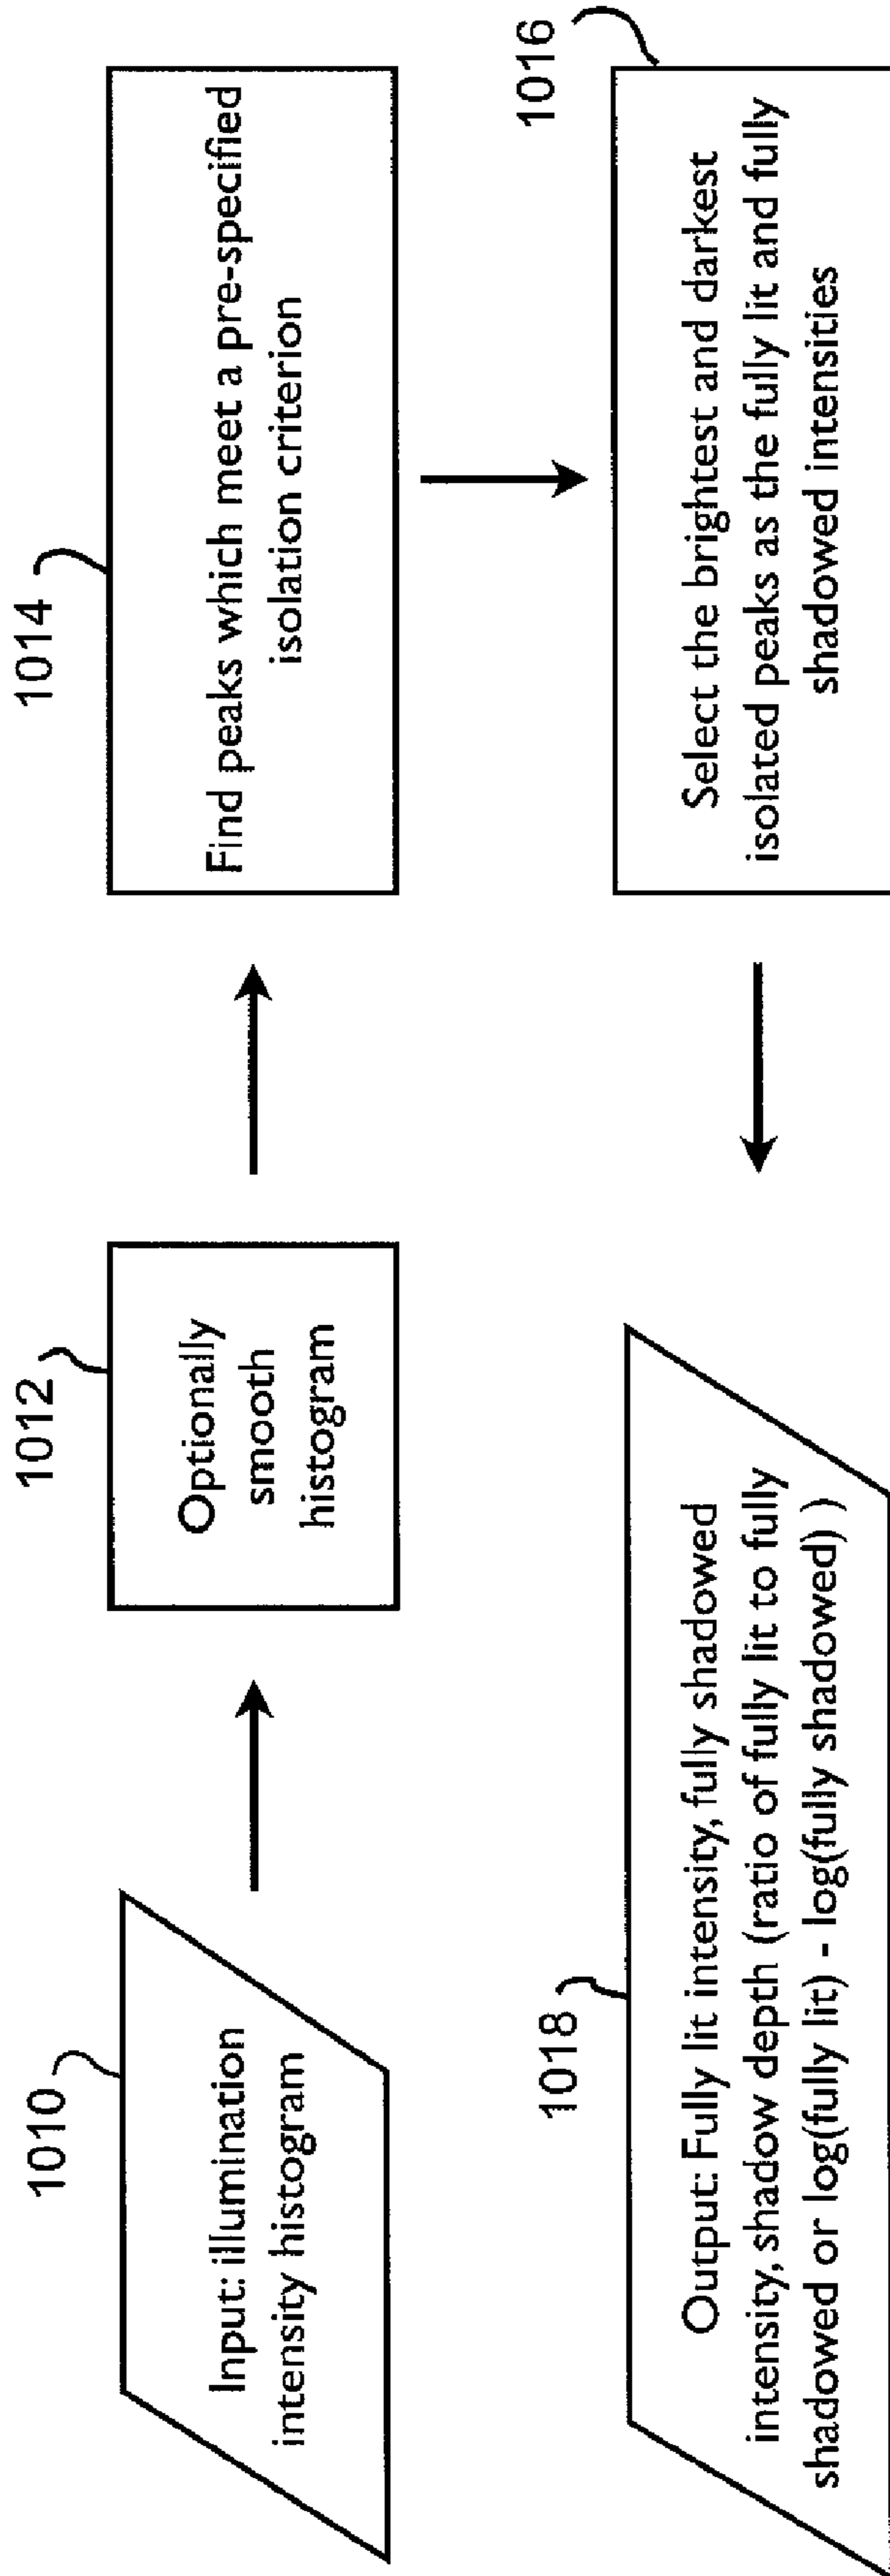 1010
Input: illumination
intensity histogram
1012
Optionally
smooth
histogram
1014
Find peaks which meet a pre-specified
isolation criterion
1016
Select the brightest and darkest
isolated peaks as the fully lit and fully
shadowed intensities
1018
Output: Fully lit intensity, fully shadowed
intensity, shadow depth (ratio of fully lit to fully
shadowed or log(fully lit) - log(fully shadowed) )